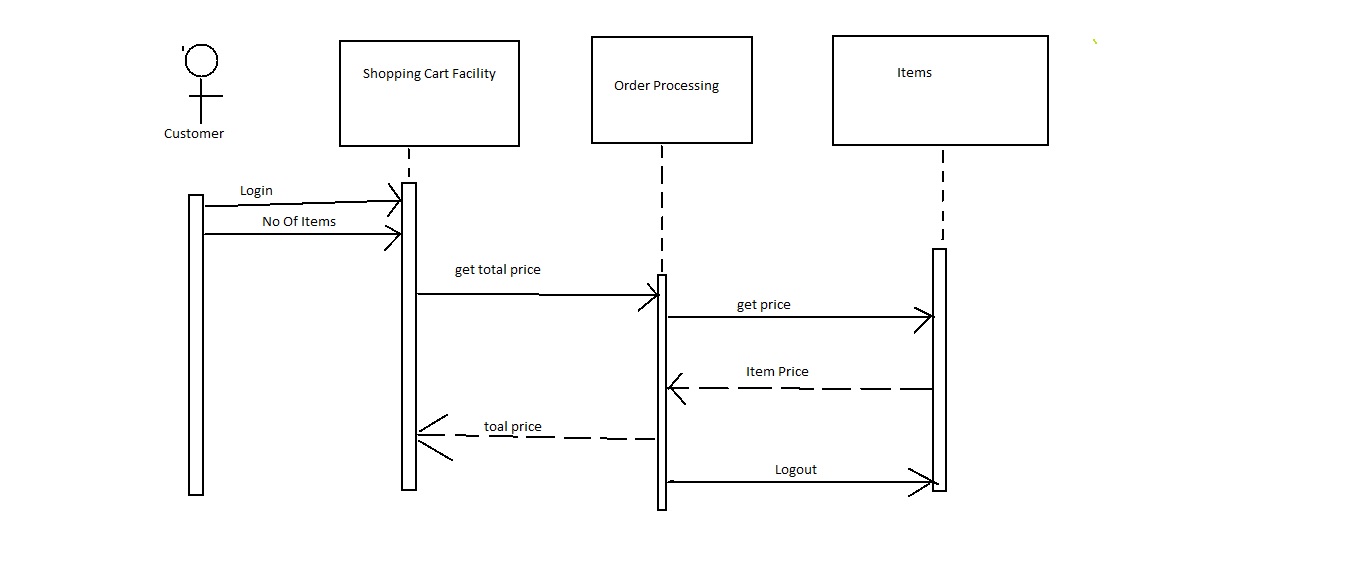 Shopping Cart Facility
Order Processing
Items
Customer
Login
No Of Items
get total price
get price
Item Price
toal price
Logout